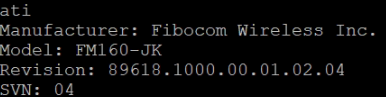 ati
Manufacturer: Fibocom Wireless Inc.
Model: FM160-JK
Revision: 89618.1000.00.01.02.04
SVN: 04